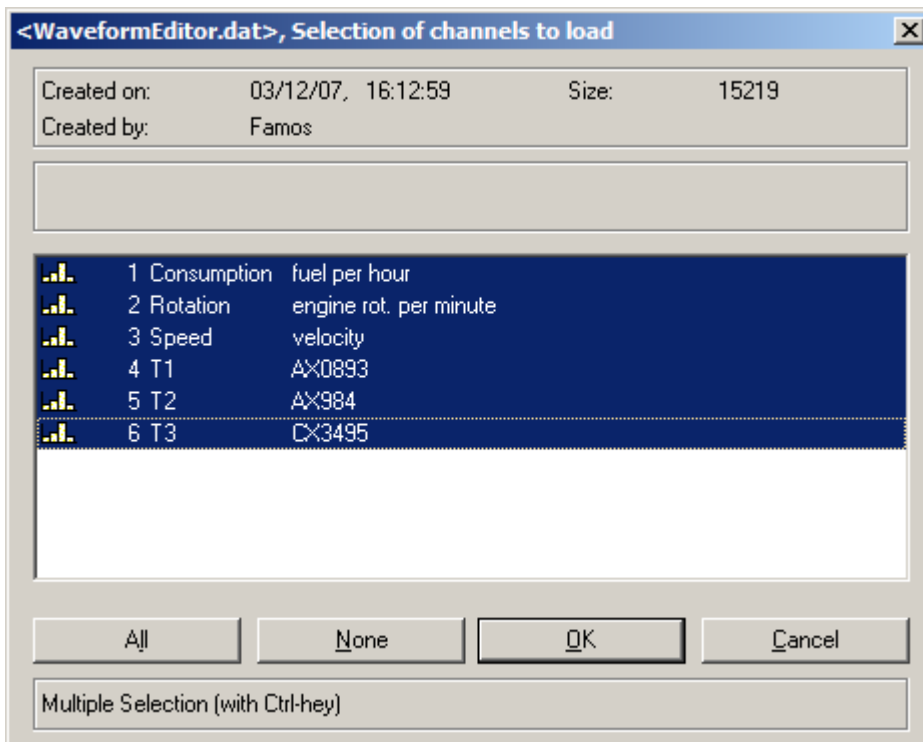 <WaveformEditor.dat>, Selection of channels to load
Created on: 03/12/07, 16:12:59 Size: 15219
Created by: Famos
1 Consumption fuel per hour
2 Rotation engine rot. per minute
3 Speed velocity
4 T1 AX0893
5 T2 AX984
6 T3 CX3495
All None OK Cancel
Multiple Selection (with Ctrl-hey)